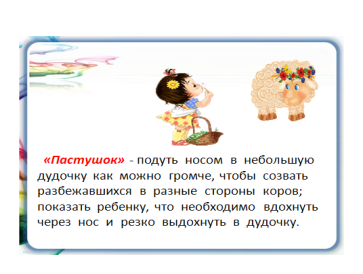 «Пастушок» - подуть носом в небольшую
дудочку как можно громче, чтобы созвать
разбежавшихся в разные стороны коров;
показать ребенку, что необходимо вдохнуть
через нос и резко выдохнуть в дудочку.